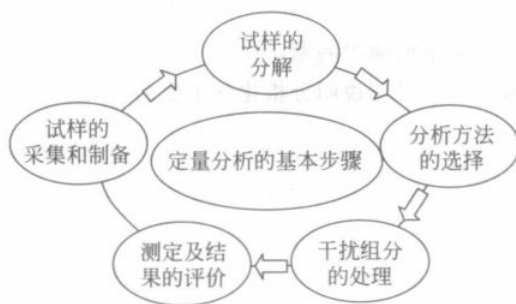 试样的
分解
试样的
采集和制备
定量分析的基本步骤
分析方法
的选择
测定及结
果的评价
干扰组分
的处理